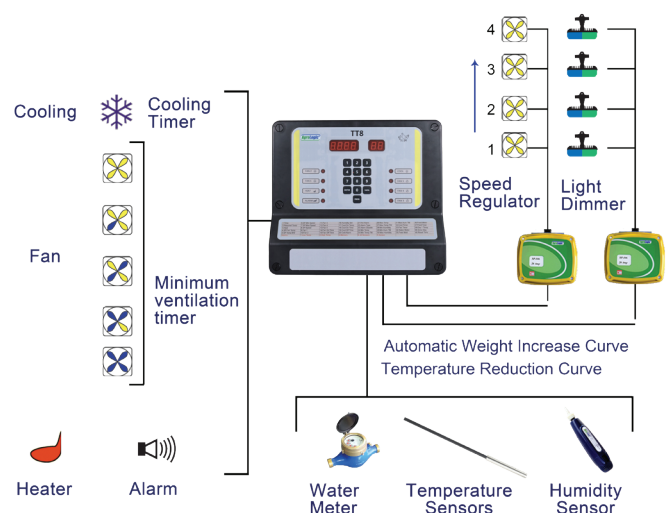 4
3
2
1
Cooling
Cooling
Timer
TT8
Speed
Regulator
Light
Dimmer
Fan
Minimum
ventilation
timer
Automatic Weight Increase Curve
Temperature Reduction Curve
Heater
Alarm
Water
Meter
Temperature
Sensors
Humidity
Sensor